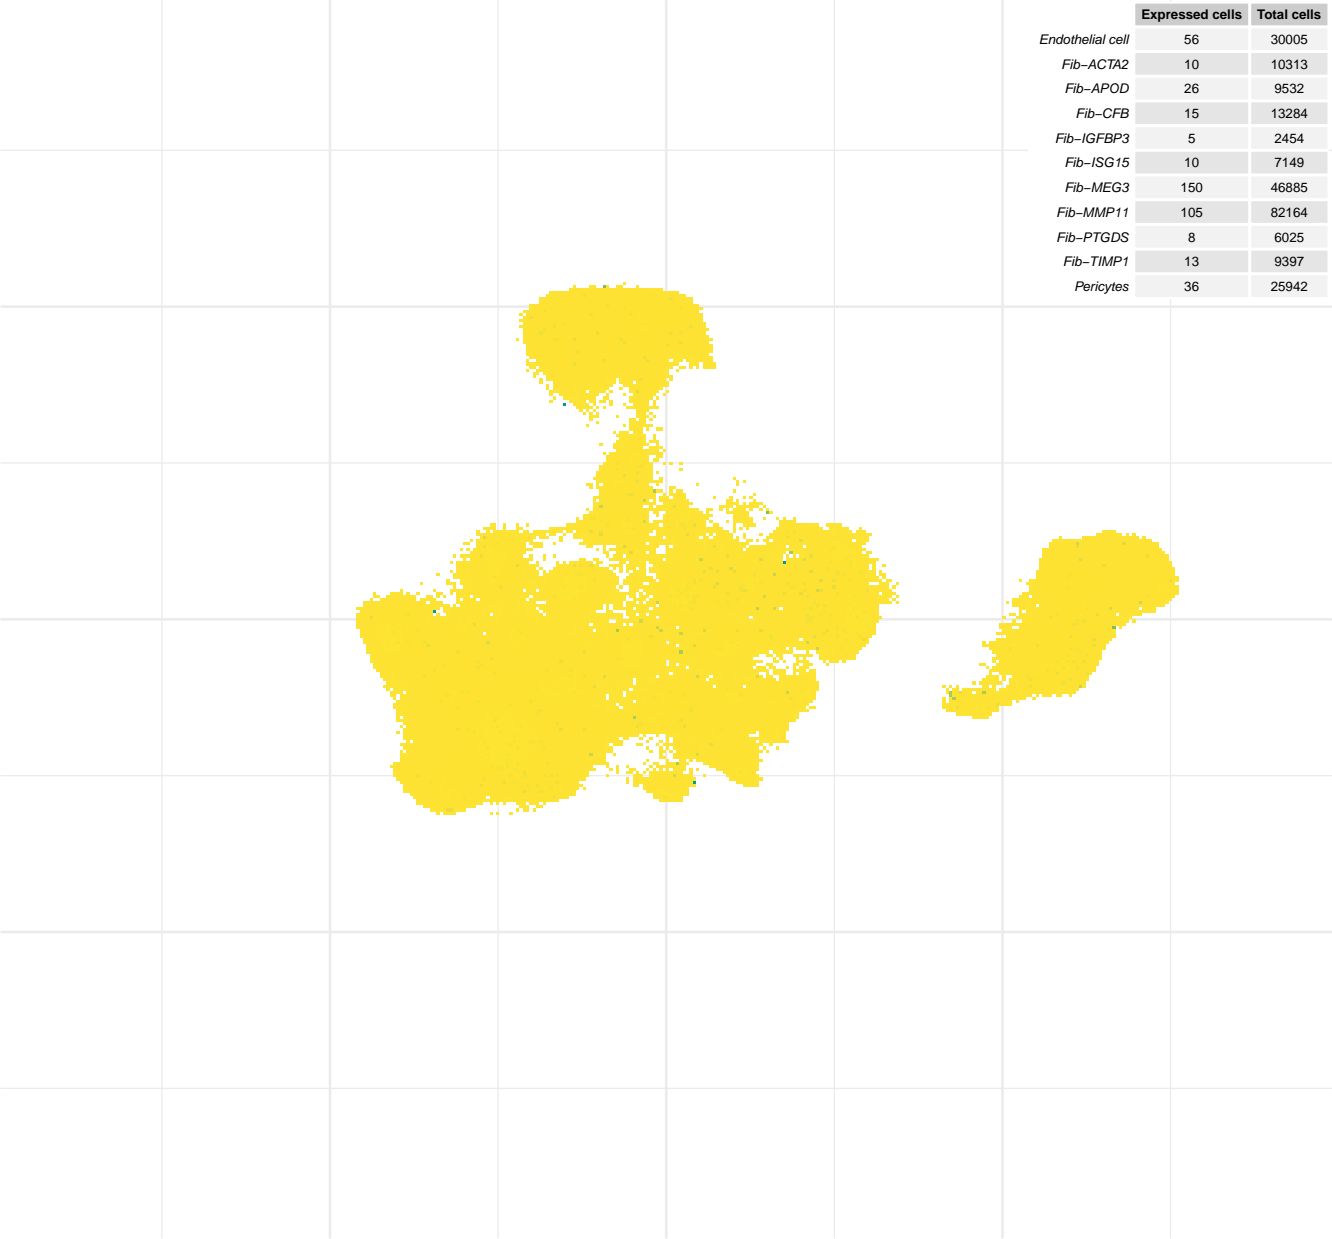 Expressed cells Total cells
Endothelial cell 56 30005
Fib−ACTA2 10 10313
Fib−APOD 26 9532
Fib−CFB 15 13284
Fib−IGFBP3 5 2454
Fib−ISG15 10 7149
Fib−MEG3 150 46885
Fib−MMP11 105 82164
Fib−PTGDS 8 6025
Fib−TIMP1 13 9397
Pericytes 36 25942